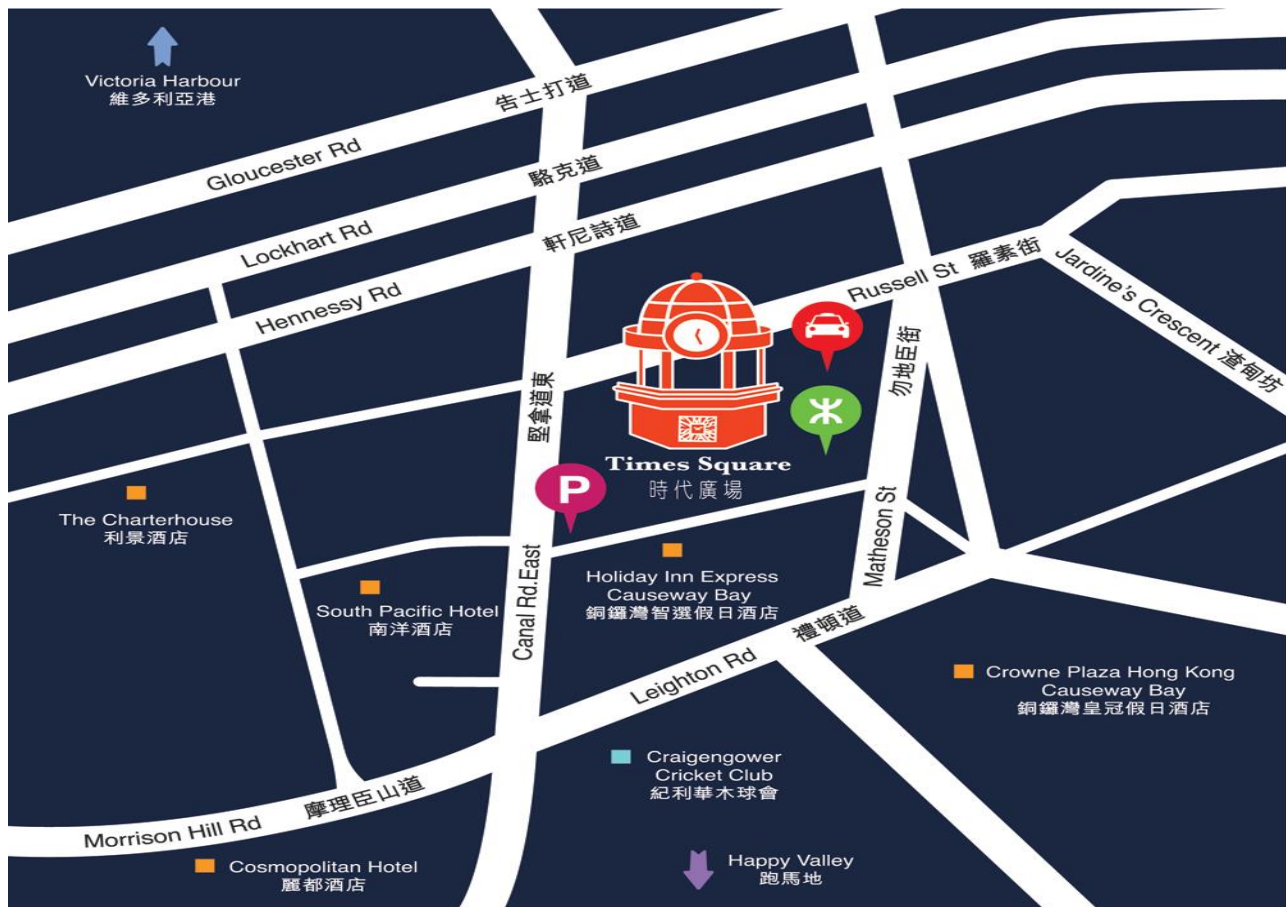 Victoria Harbour
維多利亞港
Gloucester Rd 告士打道
Lockhart Rd 駱克道
Hennessy Rd 軒尼詩道
Russell St 羅素街
Jardine's Crescent 渣甸坊
堅拿道東
Canal Rd.East
勿地臣街
Matheson St
Times Square
時代廣場
P
The Charterhouse
利景酒店
South Pacific Hotel
南洋酒店
Holiday Inn Express
Causeway Bay
銅鑼灣智選假日酒店
Leighton Rd 禮頓道
Crowne Plaza Hong Kong
Causeway Bay
銅鑼灣皇冠假日酒店
Craigengower
Cricket Club
紀利華木球會
Morrison Hill Rd 摩理臣山道
Cosmopolitan Hotel
麗都酒店
Happy Valley
跑馬地